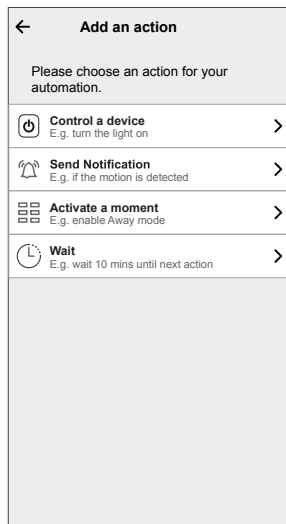 Add an action
Please choose an action for your
automation.
Control a device
E.g. turn the light on
Send Notification
E.g. if the motion is detected
Activate a moment
E.g. enable Away mode
Wait
E.g. wait 10 mins until next action